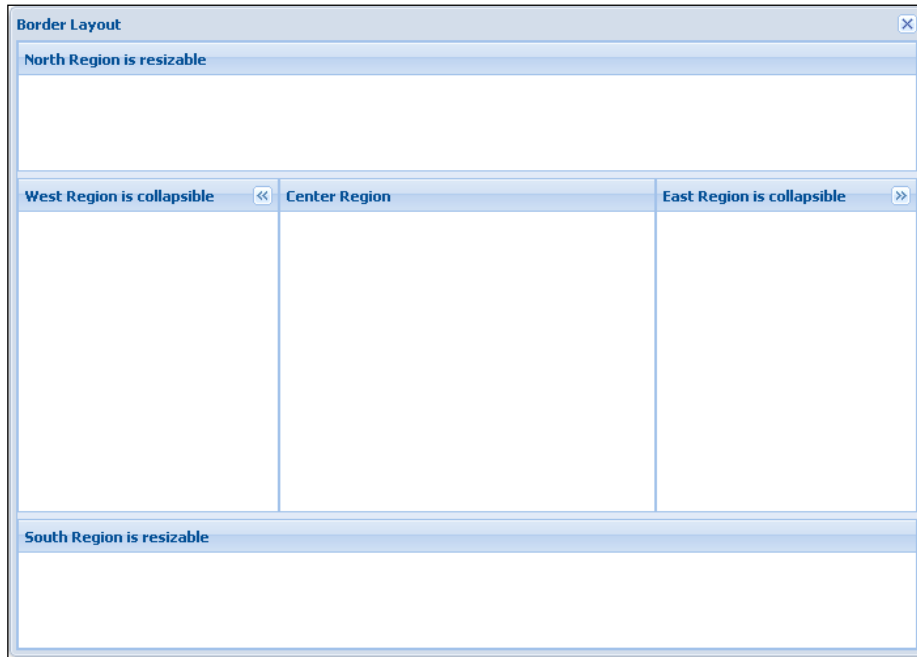 Border Layout
North Region is resizable
West Region is collapsible
Center Region
East Region is collapsible
South Region is resizable